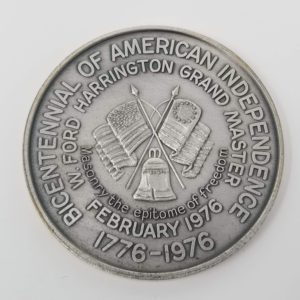 BICENTENNIAL OF AMERICAN INDEPENDENCE
W. FORD HARRINGTON GRAND MASTER
Masonry the epitome of freedom
FEBRUARY 1976
1776-1976